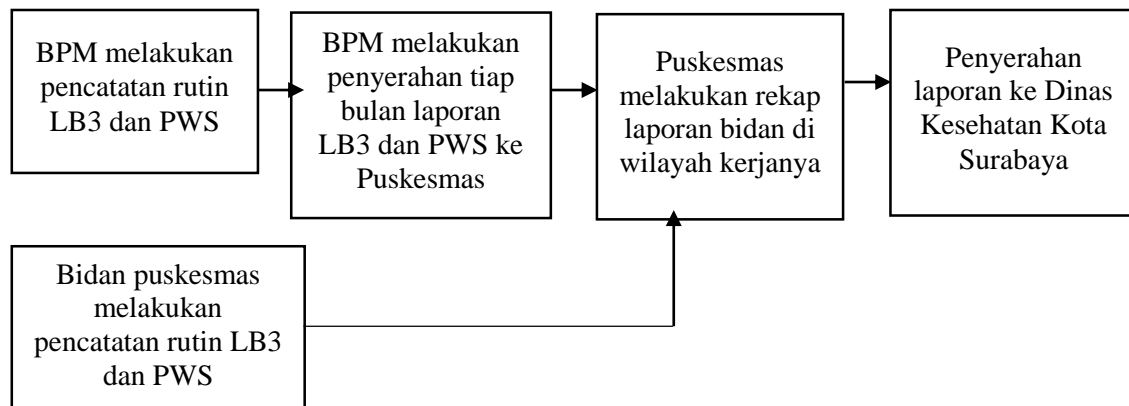 BPM melakukan
pencatatan rutin
LB3 dan PWS
BPM melakukan
penyerahan tiap
bulan laporan
LB3 dan PWS ke
Puskesmas
Puskesmas
melakukan rekap
laporan bidan di
wilayah kerjanya
Penyerahan
laporan ke Dinas
Kesehatan Kota
Surabaya
Bidan puskesmas
melakukan
pencatatan rutin LB3
dan PWS